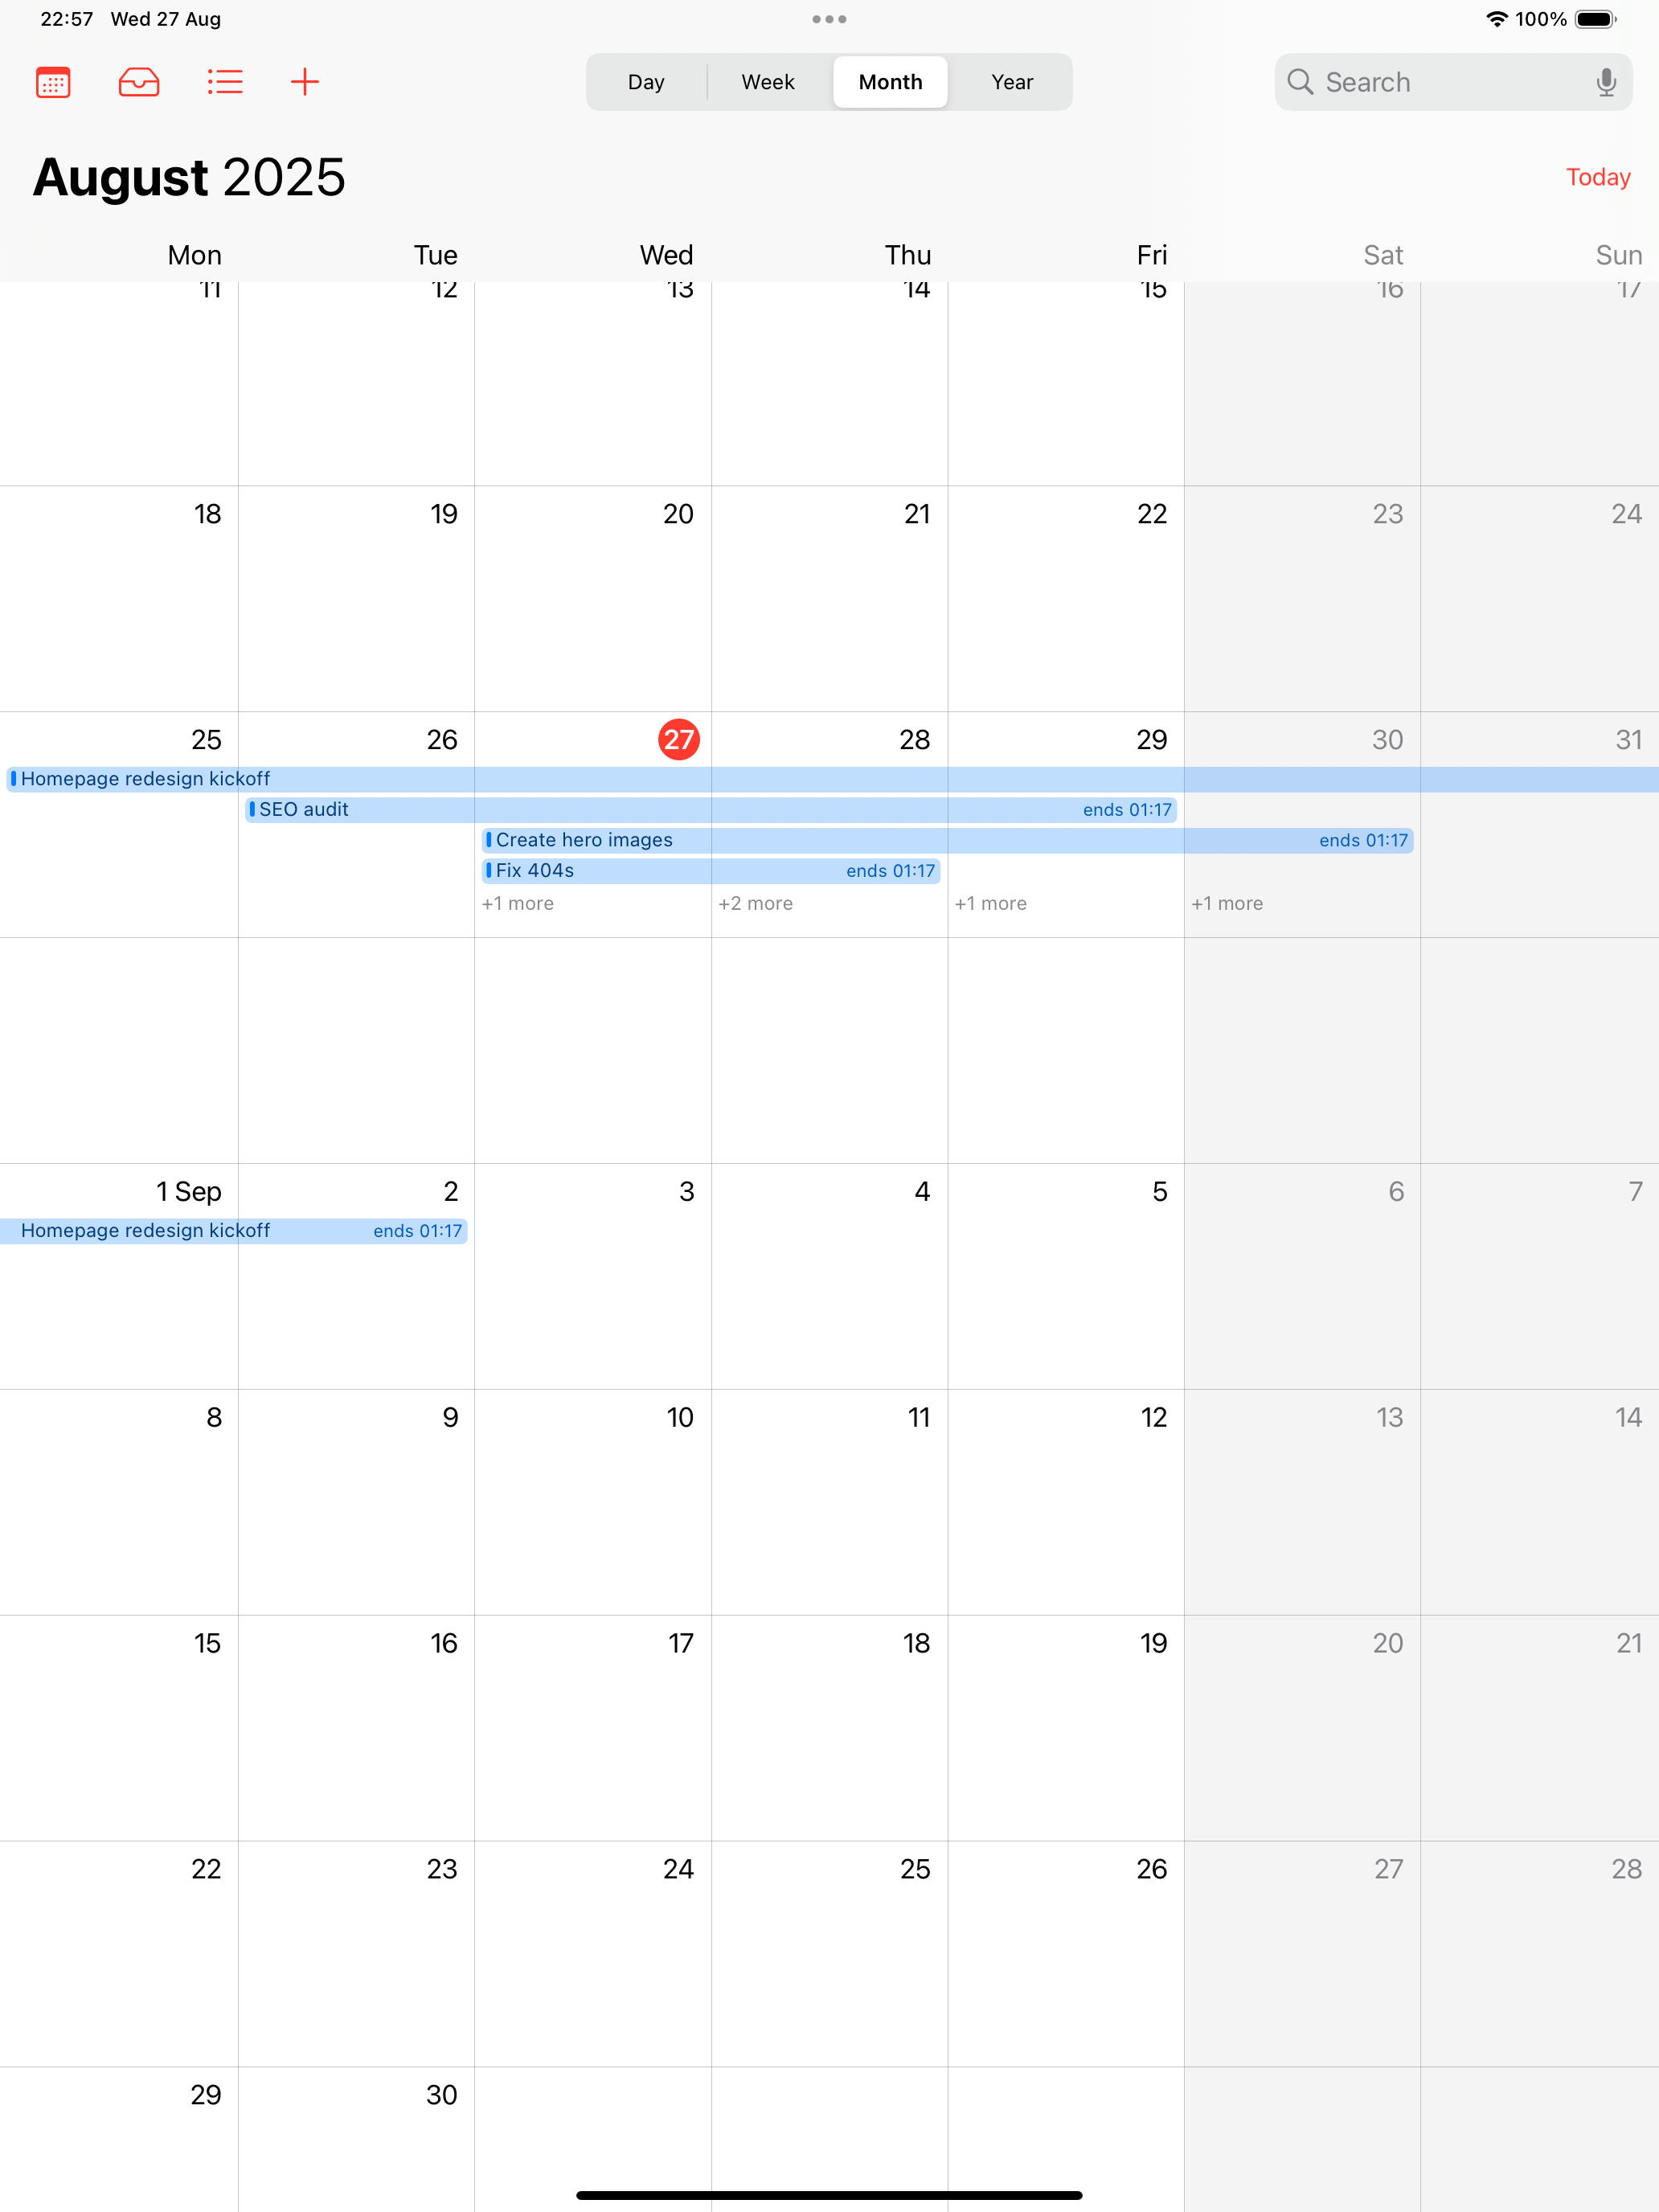 22:57 Wed 27 Aug 100%
Day Week Month Year Search
August 2025 Today
Mon Tue Wed Thu Fri Sat Sun
11 12 13 14 15 16 17
18 19 20 21 22 23 24
25 26 27 28 29 30 31
Homepage redesign kickoff
SEO audit ends 01:17
Create hero images ends 01:17
Fix 404s ends 01:17
+1 more +2 more +1 more +1 more
1 Sep 2 3 4 5 6 7
Homepage redesign kickoff ends 01:17
8 9 10 11 12 13 14
15 16 17 18 19 20 21
22 23 24 25 26 27 28
29 30